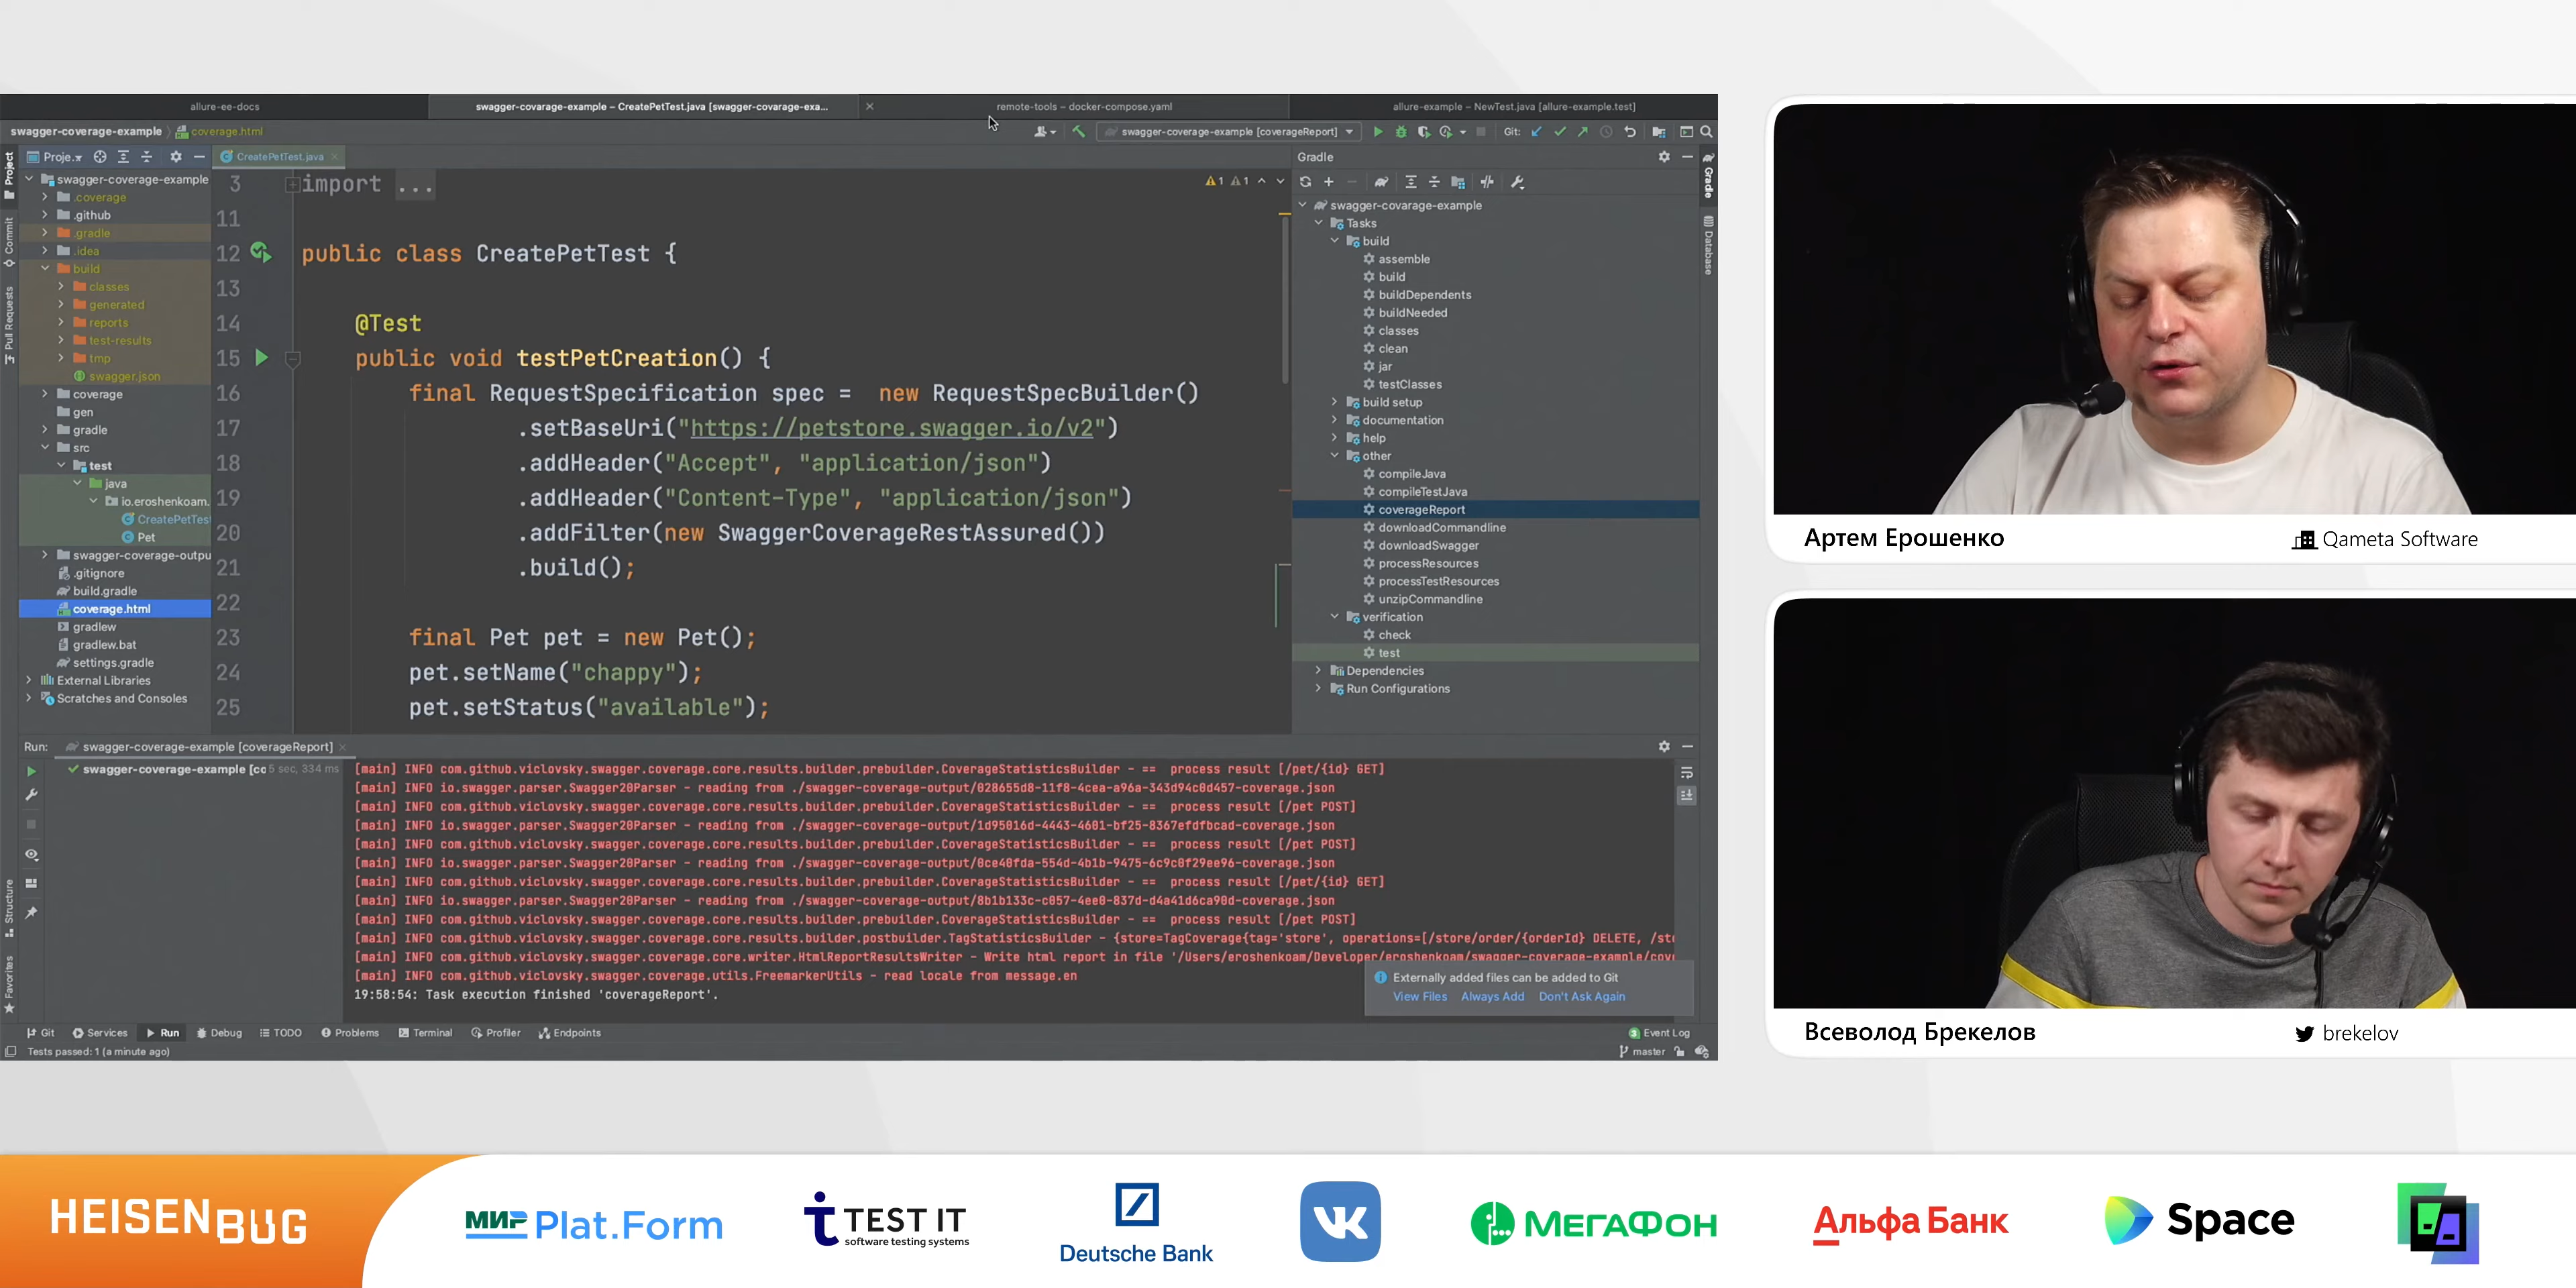 allure-ee-docs
swagger-covarage-example – CreatePetTest.java [swagger-covarage-exa...
remote-tools – docker-compose.yaml
allure-example – NewTest.java [allure-example.test]
swagger-coverage-example
coverage.html
swagger-coverage-example [coverageReport]
Git:
Proje..
CreatePetTest.java
Project
Commit
Pull Requests
Structure
Favorites
swagger-coverage-example
.coverage
.github
.gradle
.idea
build
classes
generated
reports
test-results
tmp
swagger.json
coverage
gen
gradle
src
test
java
io.eroshenkoam.
CreatePetTes
Pet
swagger-coverage-outpu
.gitignore
build.gradle
coverage.html
gradlew
gradlew.bat
settings.gradle
External Libraries
Scratches and Consoles
3 import ...
11
12 public class CreatePetTest {
13
14 @Test
15 public void testPetCreation() {
16 final RequestSpecification spec = new RequestSpecBuilder()
17 .setBaseUri("https://petstore.swagger.io/v2")
18 .addHeader("Accept", "application/json")
19 .addHeader("Content-Type", "application/json")
20 .addFilter(new SwaggerCoverageRestAssured())
21 .build();
22
23 final Pet pet = new Pet();
24 pet.setName("chappy");
25 pet.setStatus("available");
1 1
Gradle
swagger-covarage-example
Tasks
build
assemble
build
buildDependents
buildNeeded
classes
clean
jar
testClasses
build setup
documentation
help
other
compileJava
compileTestJava
coverageReport
downloadCommandline
downloadSwagger
processResources
processTestResources
unzipCommandline
verification
check
test
Dependencies
Run Configurations
Gradle
Database
Run: swagger-coverage-example [coverageReport]
swagger-coverage-example [cc 5 sec, 334 ms
[main] INFO com.github.viclovsky.swagger.coverage.core.results.builder.prebuilder.CoverageStatisticsBuilder - == process result [/pet/{id} GET]
[main] INFO io.swagger.parser.Swagger20Parser - reading from ./swagger-coverage-output/028655d8-11f8-4cea-a96a-343d94c0d457-coverage.json
[main] INFO com.github.viclovsky.swagger.coverage.core.results.builder.prebuilder.CoverageStatisticsBuilder - == process result [/pet POST]
[main] INFO io.swagger.parser.Swagger20Parser - reading from ./swagger-coverage-output/1d95016d-4443-4601-bf25-8367efdfbcad-coverage.json
[main] INFO com.github.viclovsky.swagger.coverage.core.results.builder.prebuilder.CoverageStatisticsBuilder - == process result [/pet POST]
[main] INFO io.swagger.parser.Swagger20Parser - reading from ./swagger-coverage-output/0ce40fda-554d-4b1b-9475-6c9c0f29ee96-coverage.json
[main] INFO com.github.viclovsky.swagger.coverage.core.results.builder.prebuilder.CoverageStatisticsBuilder - == process result [/pet/{id} GET]
[main] INFO io.swagger.parser.Swagger20Parser - reading from ./swagger-coverage-output/8b1b133c-c057-4ee0-837d-d4a41d6ca90d-coverage.json
[main] INFO com.github.viclovsky.swagger.coverage.core.results.builder.prebuilder.CoverageStatisticsBuilder - == process result [/pet POST]
[main] INFO com.github.viclovsky.swagger.coverage.core.results.builder.postbuilder.TagStatisticsBuilder - {store=TagCoverage{tag='store', operations=[/store/order/{orderId} DELETE, /sto
[main] INFO com.github.viclovsky.swagger.coverage.core.writer.HtmlReportResultsWriter - Write html report in file '/Users/eroshenkoam/Developer/eroshenkoam/swagger-coverage-example/cov
[main] INFO com.github.viclovsky.swagger.coverage.utils.FreemarkerUtils - read locale from message.en
19:58:54: Task execution finished 'coverageReport'.
Externally added files can be added to Git
View Files Always Add Don't Ask Again
Git Services Run Debug TODO Problems Terminal Profiler Endpoints
3 Event Log
Tests passed: 1 (a minute ago)
master
Артем Ерошенко
Qameta Software
Всеволод Брекелов
brekelov
HEISENBUG
МИР Plat.Form
TEST IT
software testing systems
Deutsche Bank
VK
МЕГАФОН
Альфа Банк
Space